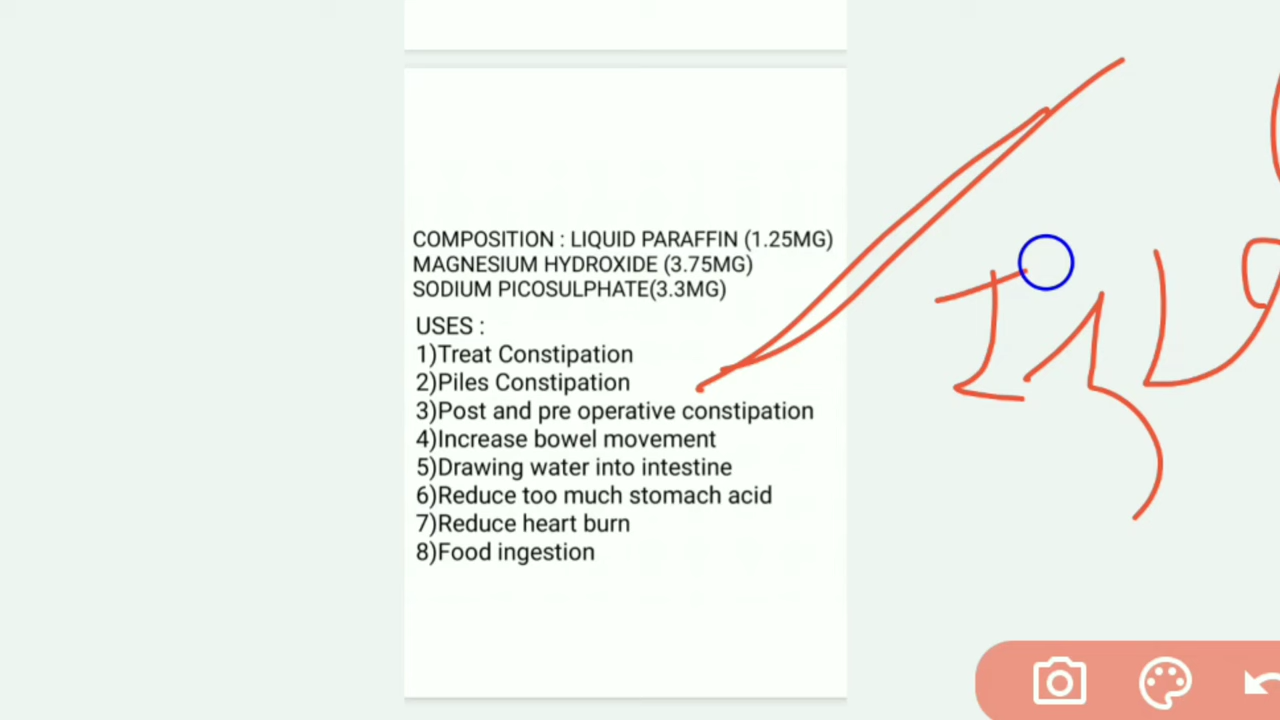 COMPOSITION : LIQUID PARAFFIN (1.25MG)
MAGNESIUM HYDROXIDE (3.75MG)
SODIUM PICOSULPHATE(3.3MG)
USES :
1)Treat Constipation
2)Piles Constipation
3)Post and pre operative constipation
4)Increase bowel movement
5)Drawing water into intestine
6)Reduce too much stomach acid
7)Reduce heart burn
8)Food ingestion